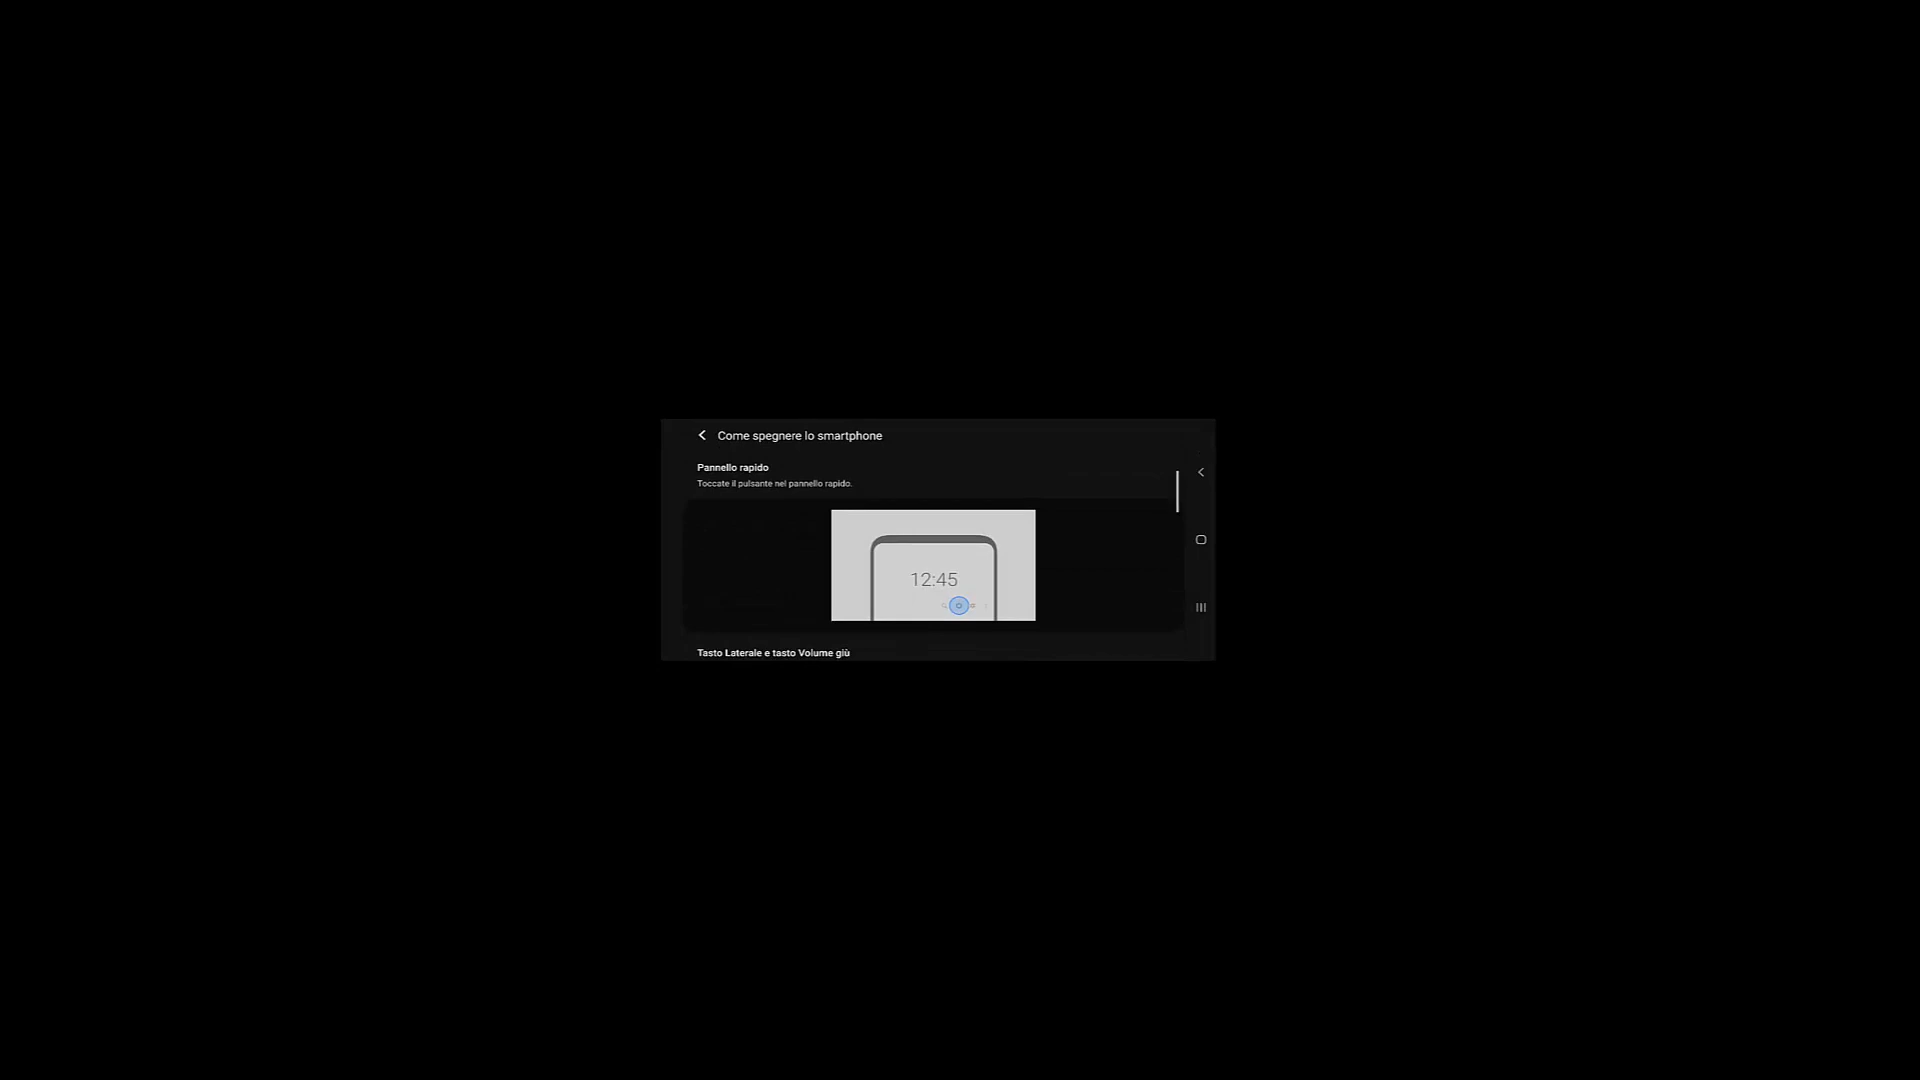 Come spegnere lo smartphone
Pannello rapido
Toccate il pulsante nel pannello rapido.
12:45
Tasto Laterale e tasto Volume giù